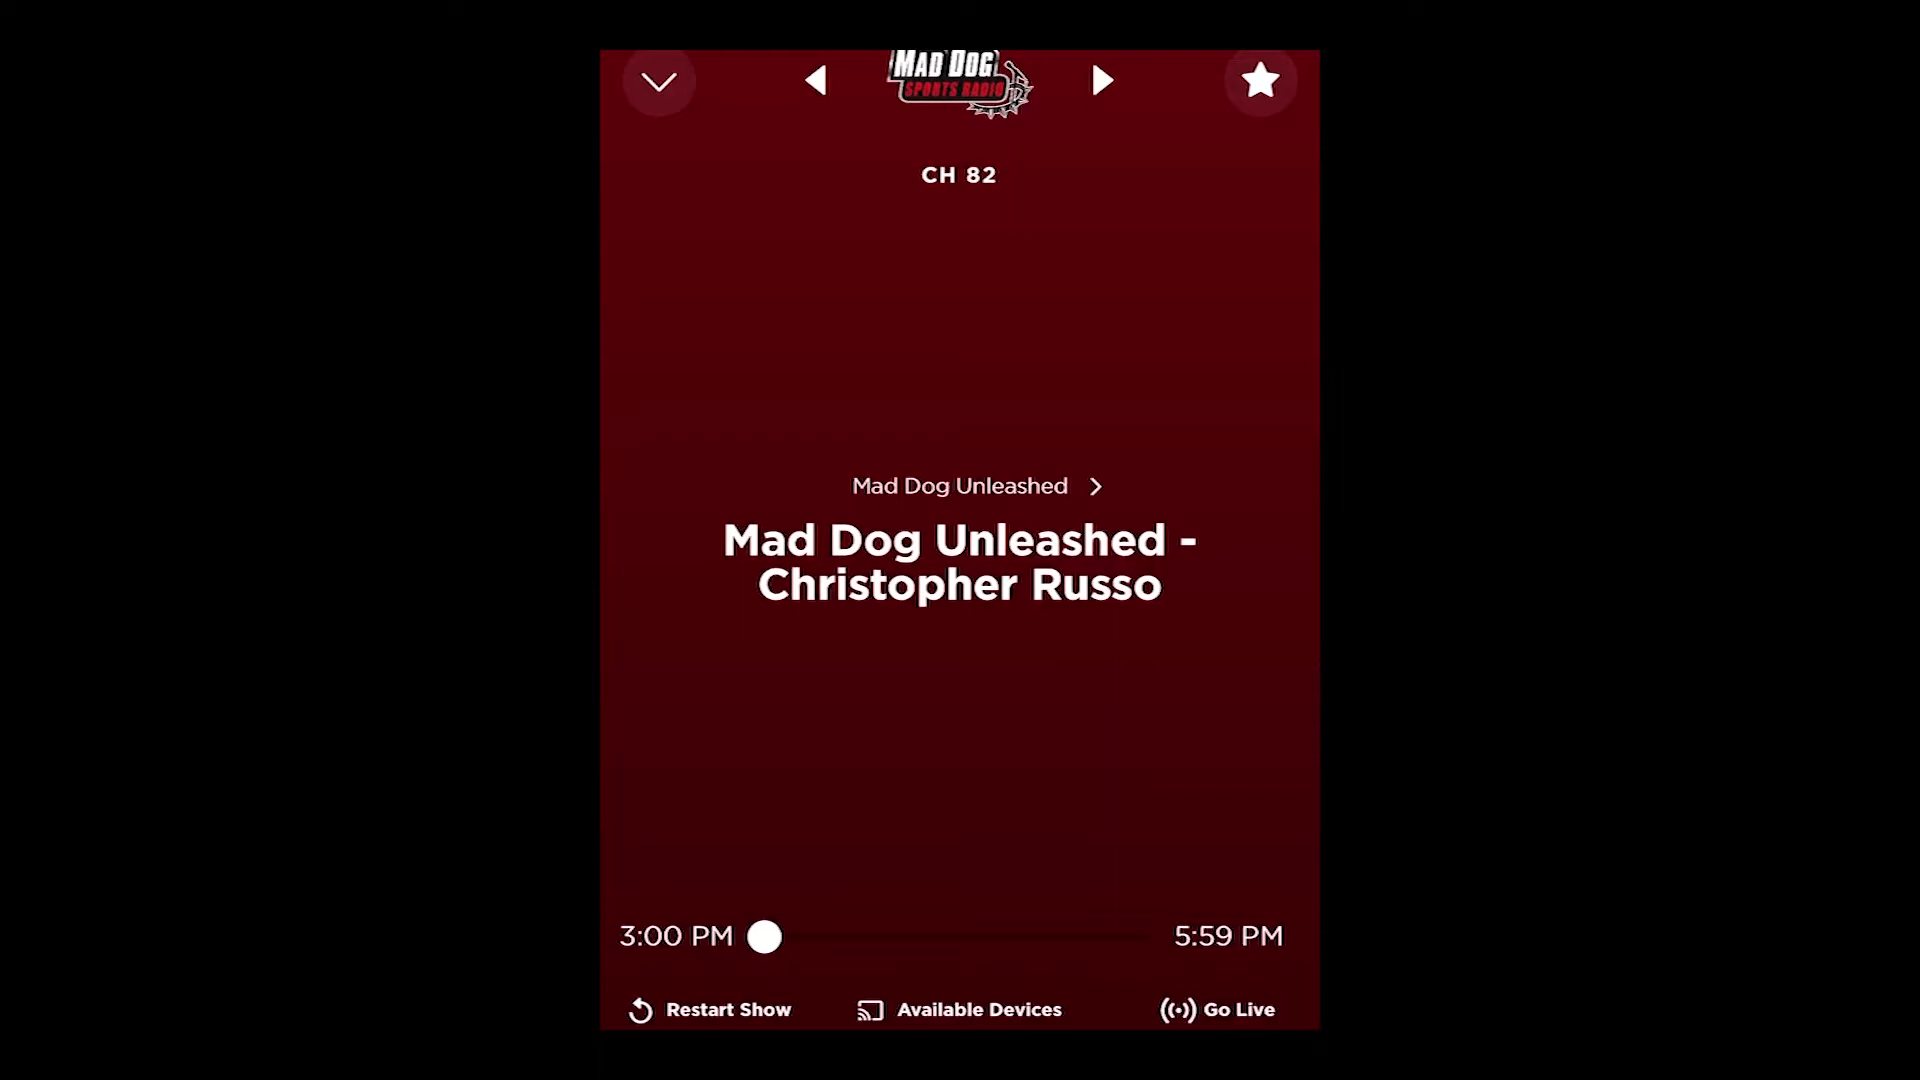 MAD DOG
SPORTS RADIO
CH 82
Mad Dog Unleashed
Mad Dog Unleashed -
Christopher Russo
3:00 PM
5:59 PM
Restart Show
Available Devices
Go Live